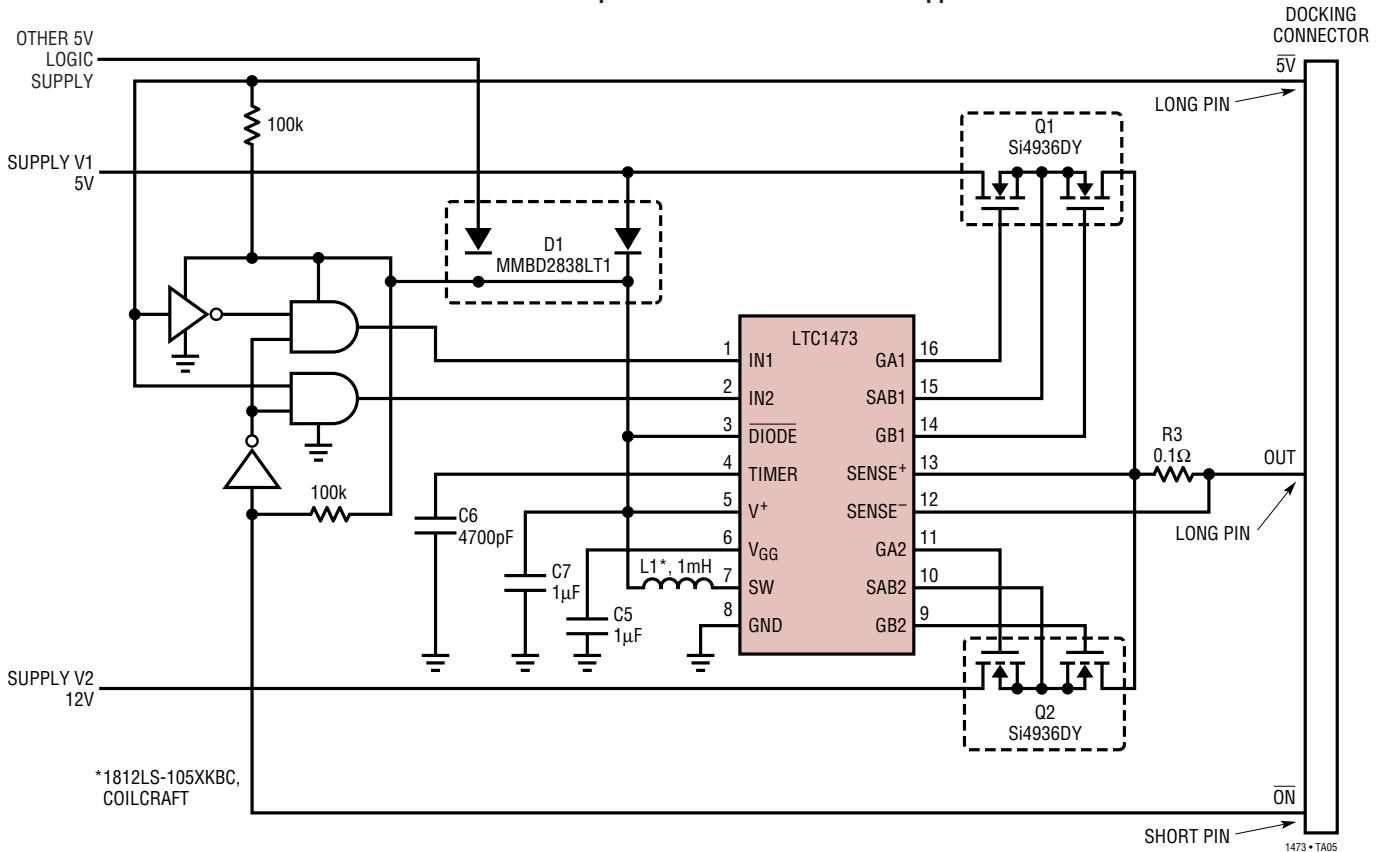 DOCKING
CONNECTOR
OTHER 5V
LOGIC
SUPPLY
5V
LONG PIN
100k
Q1
Si4936DY
SUPPLY V1
5V
D1
MMBD2838LT1
LTC1473
1
IN1
2
IN2
3
DIODE
4
TIMER
5
V+
6
VGG
7
SW
8
GND
16
GA1
15
SAB1
14
GB1
13
SENSE+
12
SENSE–
11
GA2
10
SAB2
9
GB2
R3
0.1Ω
OUT
LONG PIN
100k
C6
4700pF
C7
1µF
C5
1µF
L1*, 1mH
SUPPLY V2
12V
Q2
Si4936DY
*1812LS-105XKBC,
COILCRAFT
ON
SHORT PIN
1473 • TA05